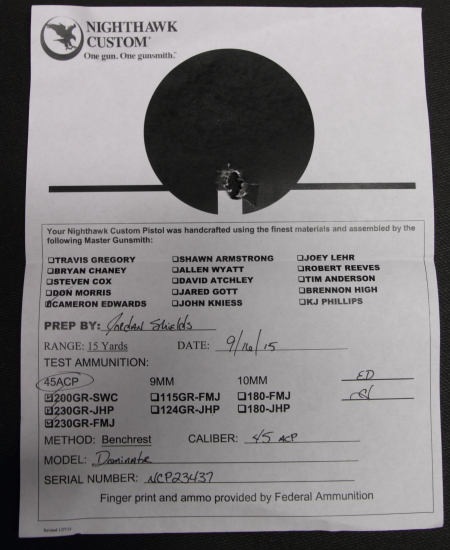 NIGHTHAWK
CUSTOM
One gun. One gunsmith.™
Your Nighthawk Custom Pistol was handcrafted using the finest materials and assembled by the
following Master Gunsmith:
☐TRAVIS GREGORY ☐SHAWN ARMSTRONG ☐JOEY LEHR
☐BRYAN CHANEY ☐ALLEN WYATT ☐ROBERT REEVES
☐STEVEN COX ☐DAVID ATCHLEY ☐TIM ANDERSON
☐DON MORRIS ☐JARED GOTT ☐BRENNON HIGH
☑CAMERON EDWARDS ☐JOHN KNIESS ☐KJ PHILLIPS
PREP BY: Jordan Shields
RANGE: 15 Yards DATE: 9/16/15
TEST AMMUNITION:
45ACP 9MM 10MM ED
☑200GR-SWC ☐115GR-FMJ ☐180-FMJ
☑230GR-JHP ☐124GR-JHP ☐180-JHP
☑230GR-FMJ
METHOD: Benchrest CALIBER: 45 ACP
MODEL: Dominator
SERIAL NUMBER: NCP23437
Finger print and ammo provided by Federal Ammunition